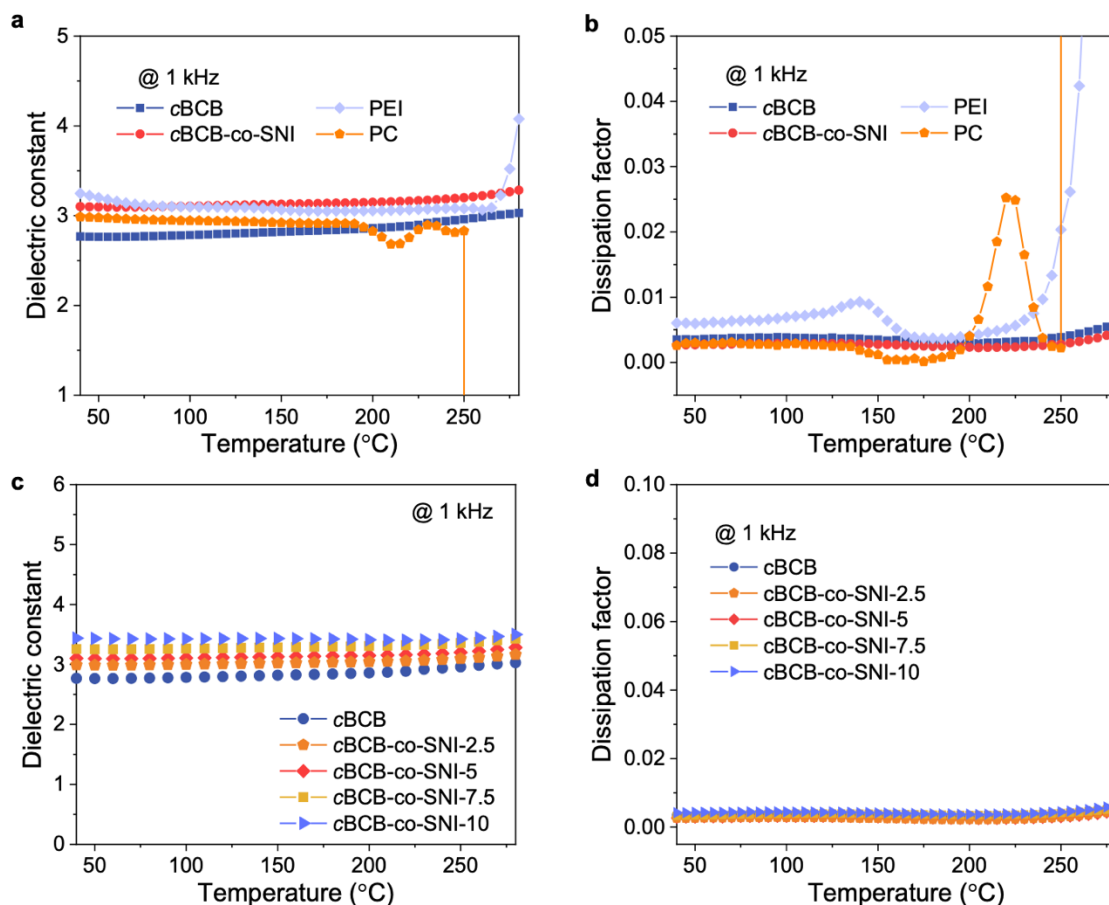 a
5
4
3
2
1
@ 1 kHz
cBCB
PEI
cBCB-co-SNI
PC
50
100
150
200
250
Temperature (°C)
Dielectric constant
b
0.05
0.04
0.03
0.02
0.01
0.00
@ 1 kHz
cBCB
PEI
cBCB-co-SNI
PC
50
100
150
200
250
Temperature (°C)
Dissipation factor
c
6
5
4
3
2
1
0
@ 1 kHz
cBCB
cBCB-co-SNI-2.5
cBCB-co-SNI-5
cBCB-co-SNI-7.5
cBCB-co-SNI-10
50
100
150
200
250
Temperature (°C)
Dielectric constant
d
0.10
0.08
0.06
0.04
0.02
0.00
@ 1 kHz
cBCB
cBCB-co-SNI-2.5
cBCB-co-SNI-5
cBCB-co-SNI-7.5
cBCB-co-SNI-10
50
100
150
200
250
Temperature (°C)
Dissipation factor